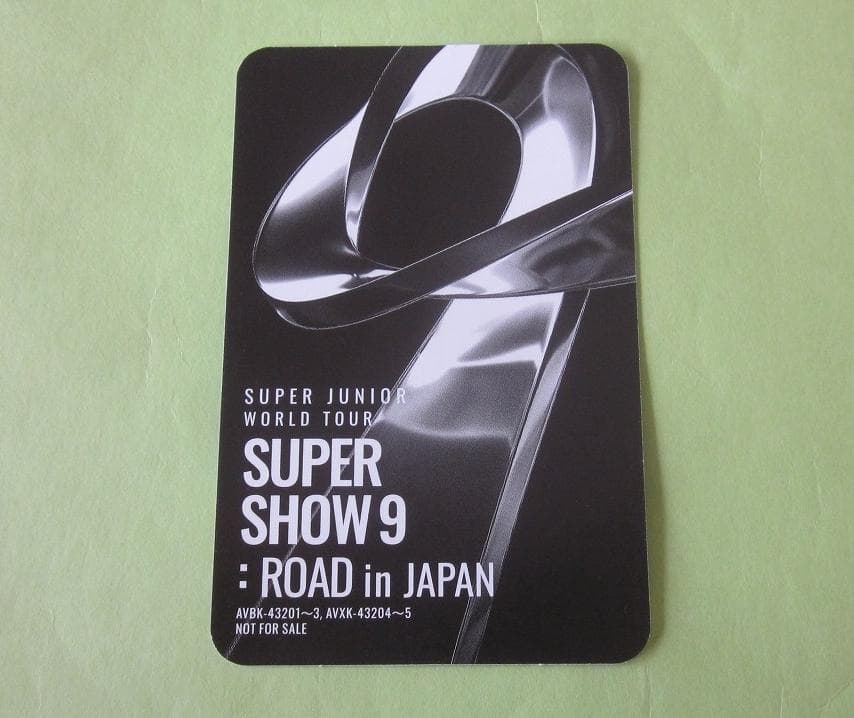 SUPER JUNIOR
WORLD TOUR
SUPER
SHOW 9
: ROAD in JAPAN
AVBK-43201〜3, AVXK-43204〜5
NOT FOR SALE